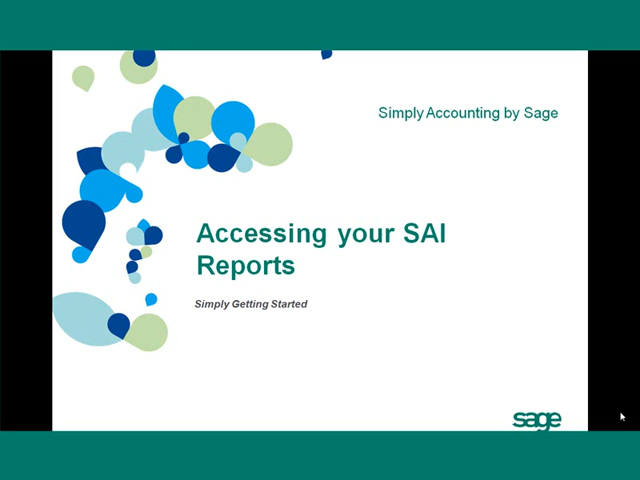 Simply Accounting by Sage
Accessing your SAI
Reports
Simply Getting Started
sage